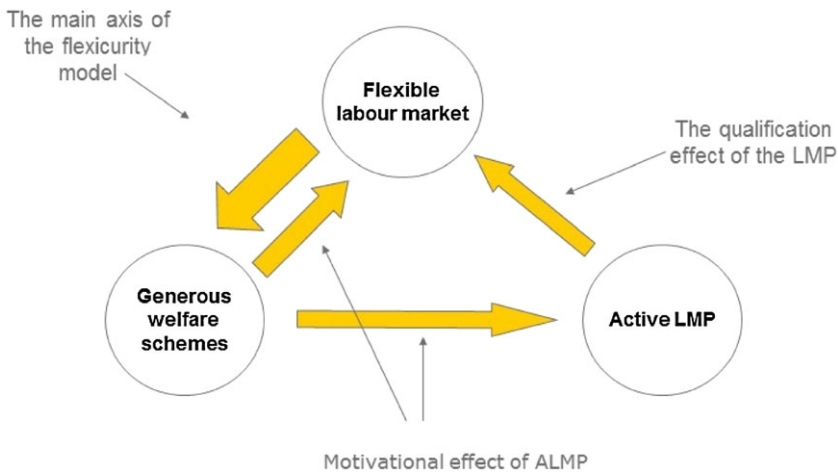 The main axis of
the flexicurity
model
Flexible
labour market
The qualification
effect of the LMP
Generous
welfare
schemes
Active LMP
Motivational effect of ALMP